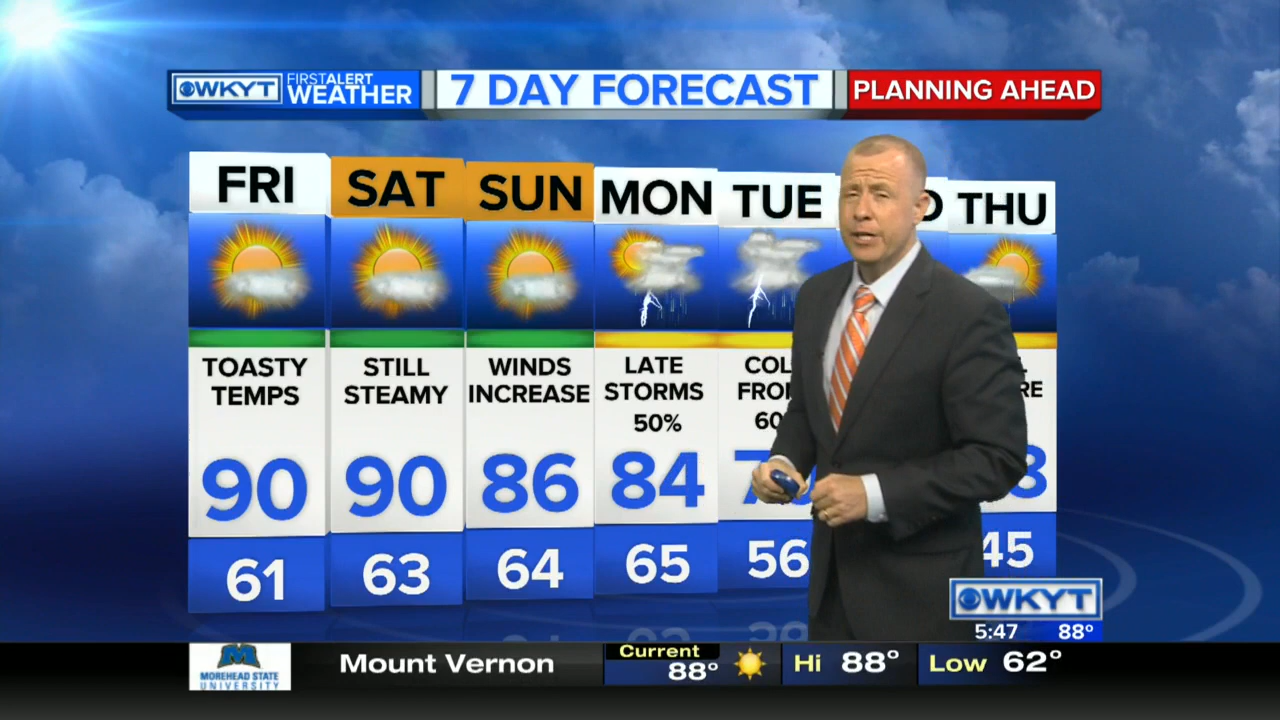 WKYT FIRST ALERT WEATHER
7 DAY FORECAST
PLANNING AHEAD
FRI SAT SUN MON TUE THU
TOASTY TEMPS
STILL STEAMY
WINDS INCREASE
LATE STORMS 50%
90 90 86 84
61 63 64 65 56 45
WKYT
5:47 88°
MOREHEAD STATE UNIVERSITY
Mount Vernon
Current 88°
Hi 88°
Low 62°